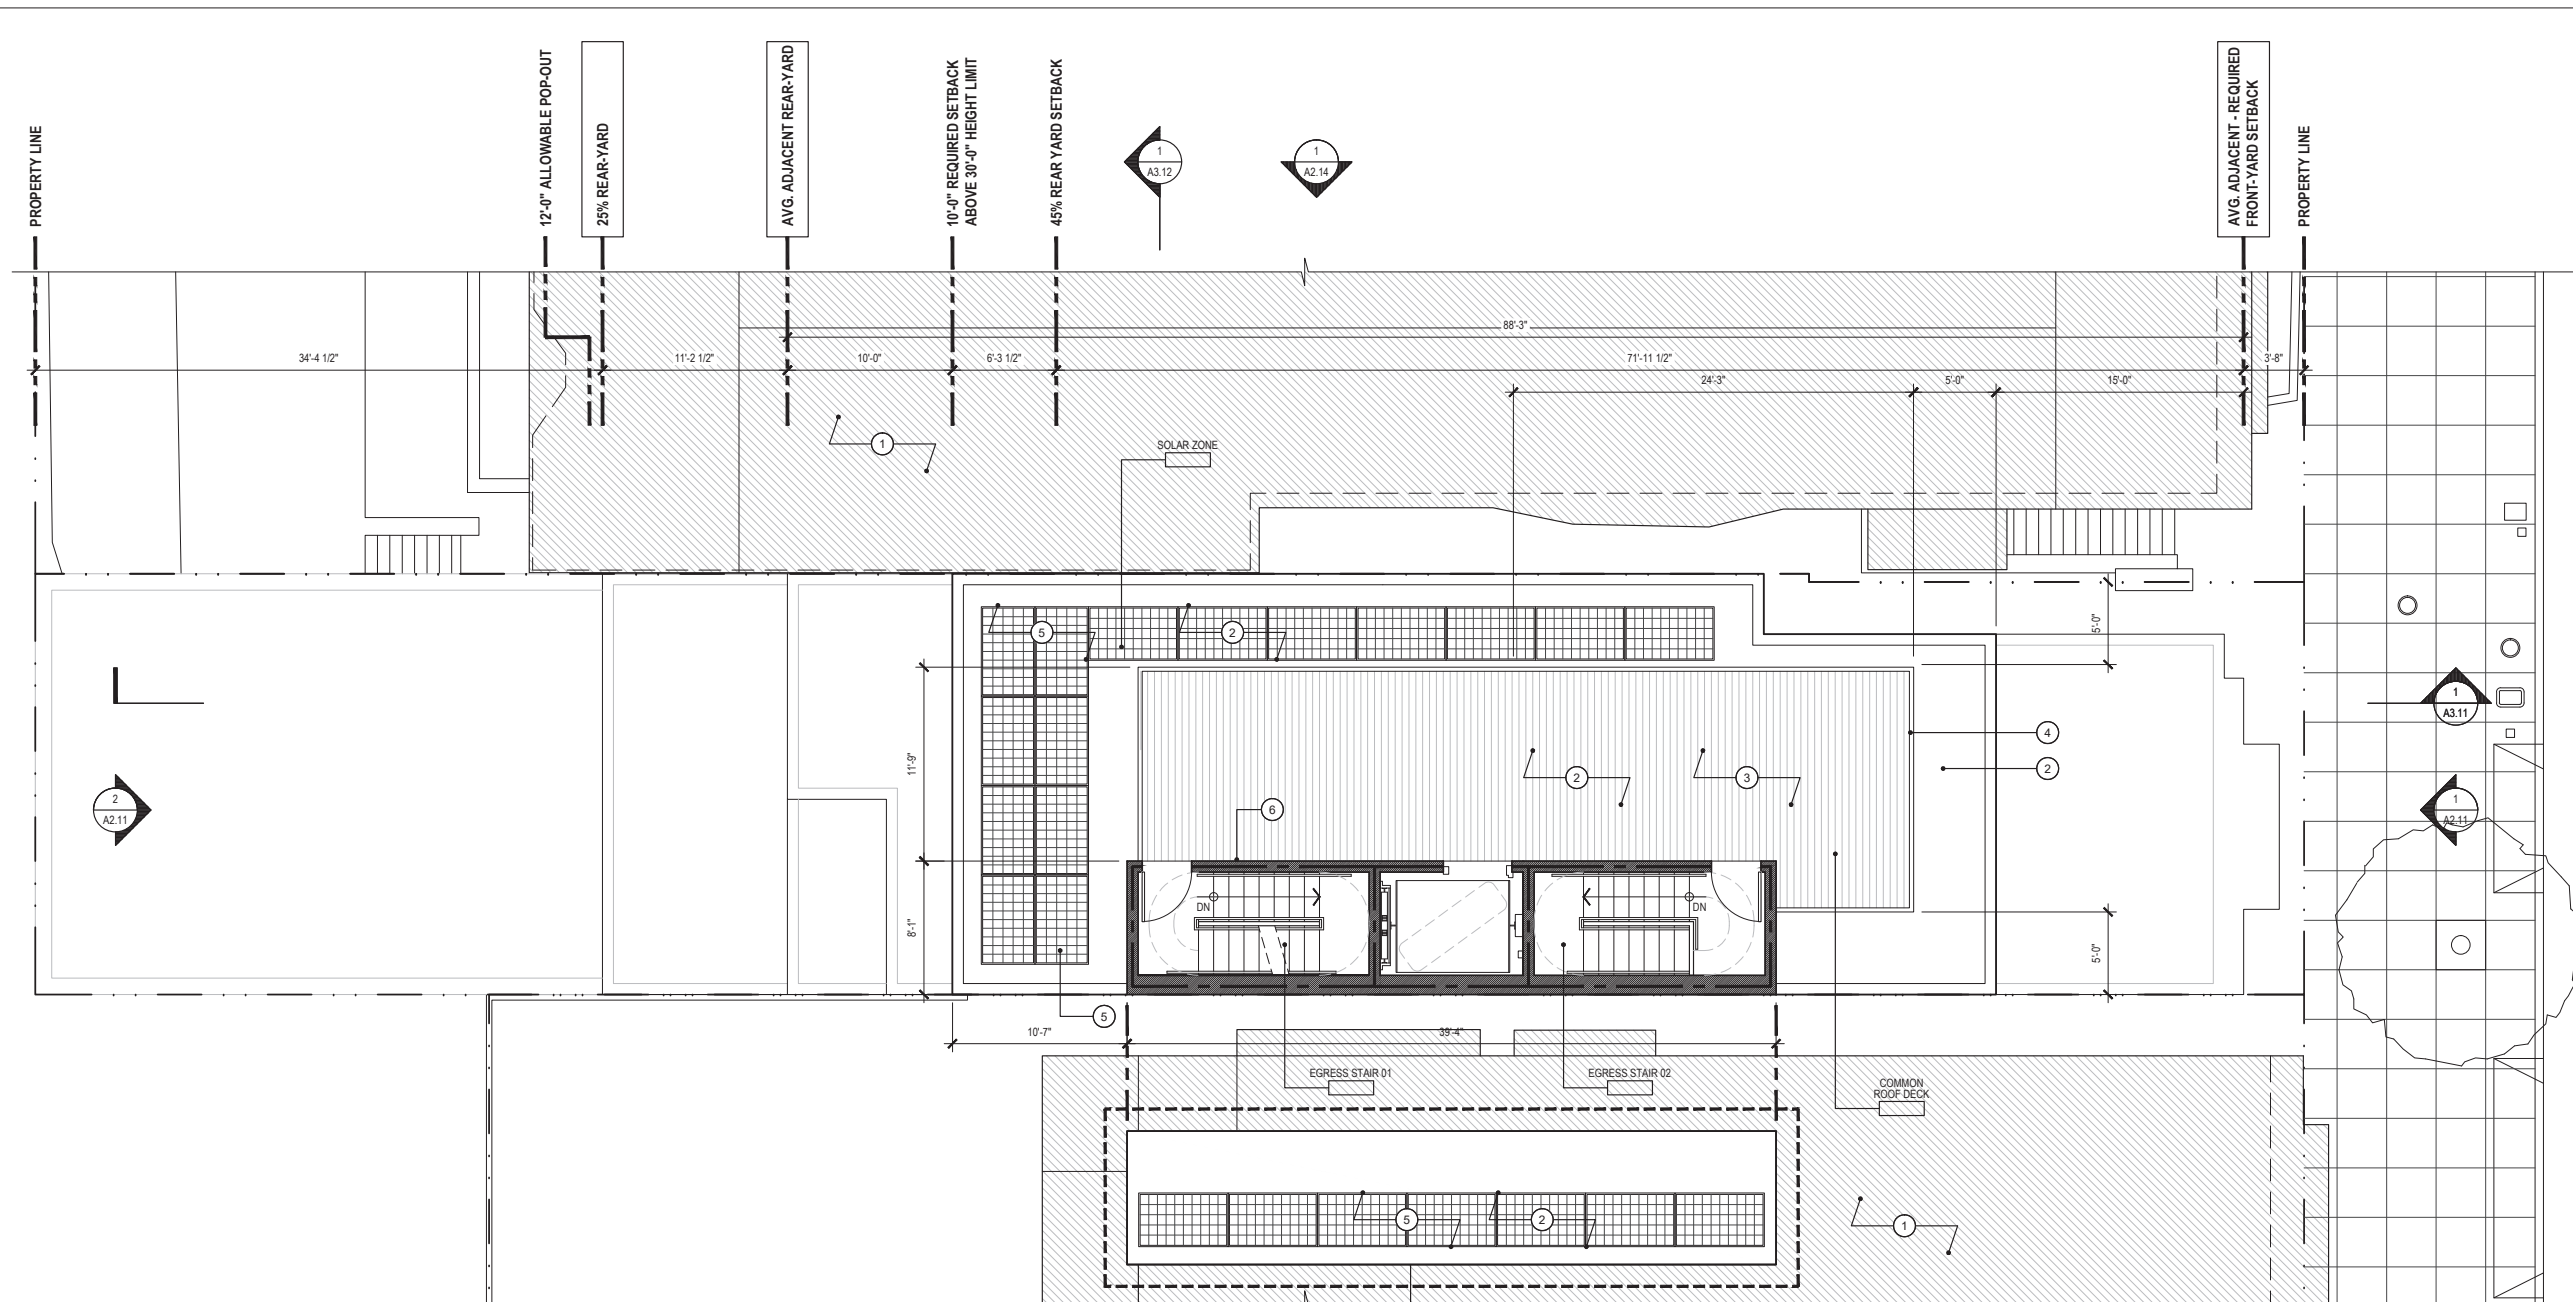 PROPERTY LINE
12'-0" ALLOWABLE POP-OUT
25% REAR-YARD
AVG. ADJACENT REAR-YARD
10'-0" REQUIRED SETBACK
ABOVE 30'-0" HEIGHT LIMIT
45% REAR YARD SETBACK
1
A3.12
1
A2.14
AVG. ADJACENT - REQUIRED
FRONT-YARD SETBACK
PROPERTY LINE
88'-3"
34'-4 1/2"
11'-2 1/2"
10'-0"
6'-3 1/2"
71'-11 1/2"
3'-8"
24'-3"
5'-0"
15'-0"
1
SOLAR ZONE
5
2
5'-0"
11'-9"
2
3
4
2
1
A3.11
2
A2.11
6
1
A2.11
DN
DN
8'-1"
5'-0"
5
10'-7"
39'-4"
EGRESS STAIR 01
EGRESS STAIR 02
COMMON
ROOF DECK
5
2
1